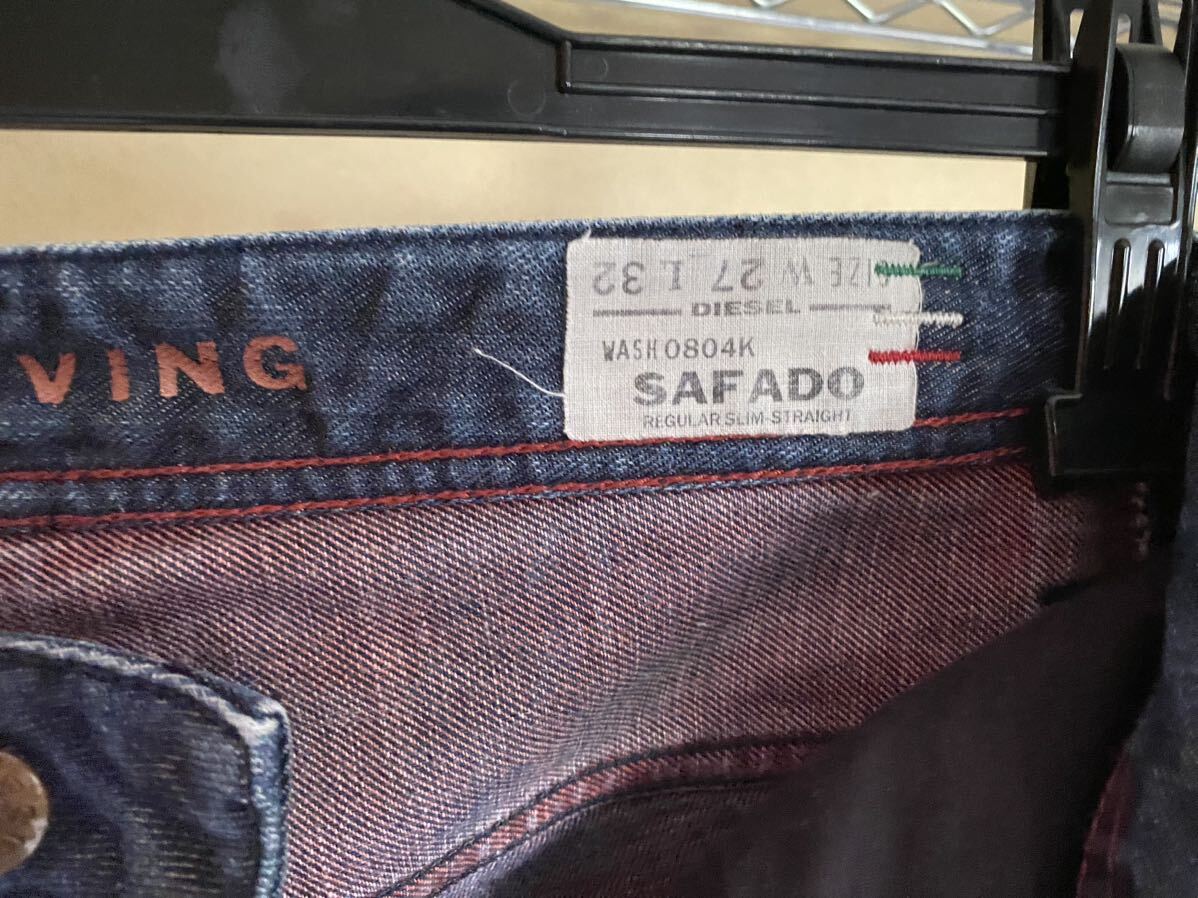 VING
SIZE W 27 L 32
DIESEL
WASH 0804K
SAFADO
REGULAR SLIM-STRAIGHT